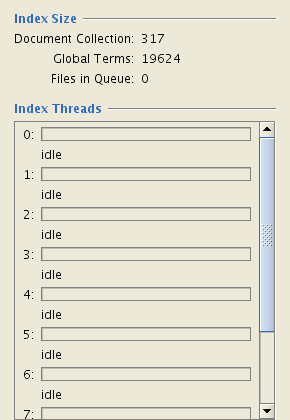 Index Size
Document Collection: 317
Global Terms: 19624
Files in Queue: 0
Index Threads
0:
idle
1:
idle
2:
idle
3:
idle
4:
idle
5:
idle
6:
idle
7: